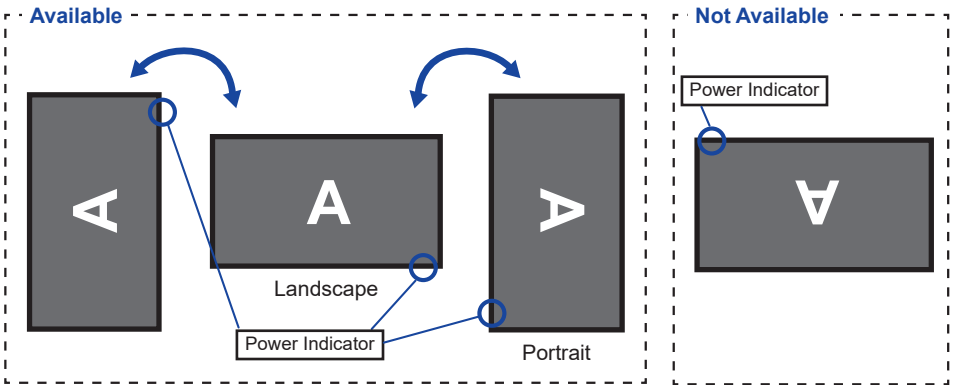 Available
Not Available
Power Indicator
A
A
A
A
Landscape
Power Indicator
Portrait